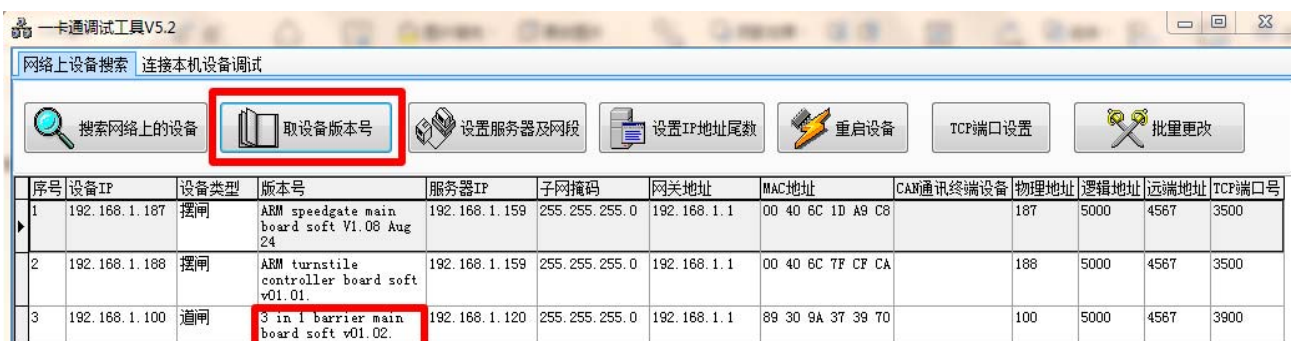 一卡通调试工具V5.2
网络上设备搜索 连接本机设备调试
搜索网络上的设备 取设备版本号 设置服务器及网段 设置IP地址尾数 重启设备 TCP端口设置 批里更改
序号 设备IP 设备类型 版本号 服务器IP 子网掩码 网关地址 MAC地址 CAN通讯终端设备 物理地址 逻辑地址 远端地址 TCP端口号
1 192.168.1.187 摆闸 ARM speedgate main 192.168.1.159 255.255.255.0 192.168.1.1 00 40 6C 1D A9 C8 187 5000 4567 3500
board soft V1.08 Aug
24
2 192.168.1.188 摆闸 ARM turnstile 192.168.1.159 255.255.255.0 192.168.1.1 00 40 6C 7F CF CA 188 5000 4567 3500
controller board soft
v01.01.
3 192.168.1.100 道闸 3 in 1 barrier main 192.168.1.120 255.255.255.0 192.168.1.1 89 30 9A 37 39 70 100 5000 4567 3900
board soft v01.02.